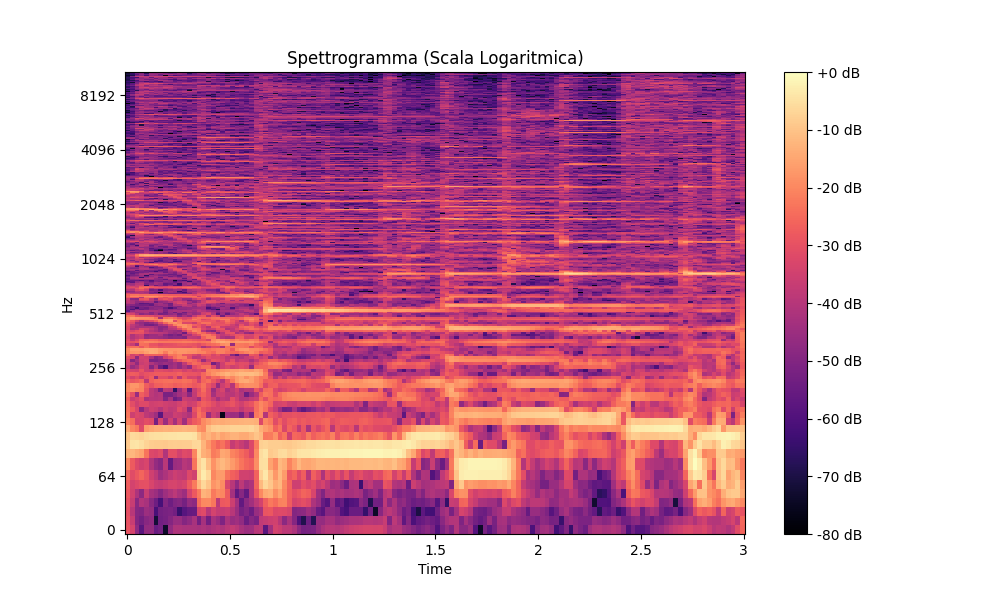 Spettrogramma (Scala Logaritmica)
Hz
8192
4096
2048
1024
512
256
128
64
0
0
0.5
1
1.5
2
2.5
3
Time
+0 dB
-10 dB
-20 dB
-30 dB
-40 dB
-50 dB
-60 dB
-70 dB
-80 dB